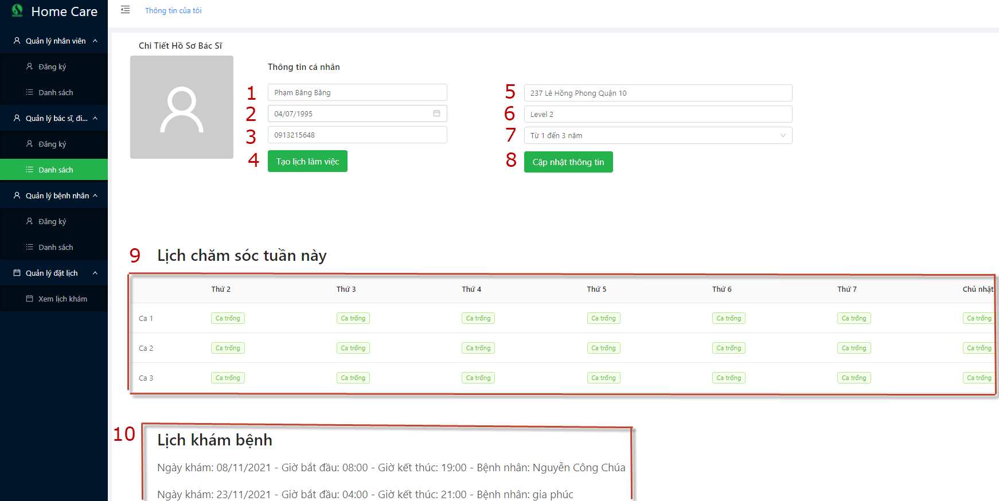 Home Care
Thông tin của tôi
Quản lý nhân viên
Đăng ký
Danh sách
Quản lý bác sĩ, đi...
Đăng ký
Danh sách
Quản lý bệnh nhân
Đăng ký
Danh sách
Quản lý đặt lịch
Xem lịch khám
Chi Tiết Hồ Sơ Bác Sĩ
Thông tin cá nhân
1 Phạm Băng Băng
2 04/07/1995
3 0913215648
4 Tạo lịch làm việc
5 237 Lê Hồng Phong Quận 10
6 Level 2
7 Từ 1 đến 3 năm
8 Cập nhật thông tin
9 Lịch chăm sóc tuần này
Thứ 2 Thứ 3 Thứ 4 Thứ 5 Thứ 6 Thứ 7 Chủ nhật
Ca 1 Ca trống Ca trống Ca trống Ca trống Ca trống Ca trống Ca trống
Ca 2 Ca trống Ca trống Ca trống Ca trống Ca trống Ca trống Ca trống
Ca 3 Ca trống Ca trống Ca trống Ca trống Ca trống Ca trống Ca trống
10 Lịch khám bệnh
Ngày khám: 08/11/2021 - Giờ bắt đầu: 08:00 - Giờ kết thúc: 19:00 - Bệnh nhân: Nguyễn Công Chúa
Ngày khám: 23/11/2021 - Giờ bắt đầu: 04:00 - Giờ kết thúc: 21:00 - Bệnh nhân: gia phúc